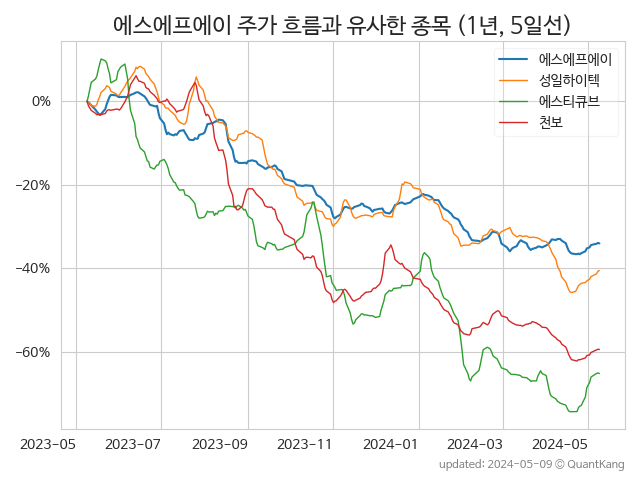 에스에프에이 주가 흐름과 유사한 종목 (1년, 5일선)
에스에프에이
성일하이텍
에스티큐브
천보
0%
−20%
−40%
−60%
2023-05 2023-07 2023-09 2023-11 2024-01 2024-03 2024-05
updated: 2024-05-09 © QuantKang